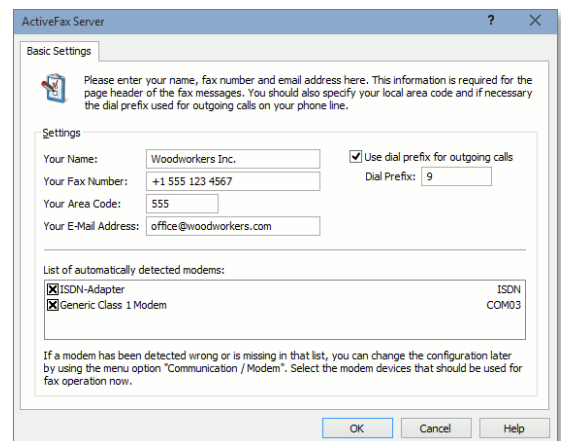 ActiveFax Server
?
Basic Settings
Please enter your name, fax number and email address here. This information is required for the
page header of the fax messages. You should also specify your local area code and if necessary
the dial prefix used for outgoing calls on your phone line.
Settings
Your Name: Woodworkers Inc. Use dial prefix for outgoing calls
Your Fax Number: +1 555 123 4567 Dial Prefix: 9
Your Area Code: 555
Your E-Mail Address: office@woodworkers.com
List of automatically detected modems:
ISDN-Adapter ISDN
Generic Class 1 Modem COM03
If a modem has been detected wrong or is missing in that list, you can change the configuration later
by using the menu option "Communication / Modem". Select the modem devices that should be used for
fax operation now.
OK Cancel Help